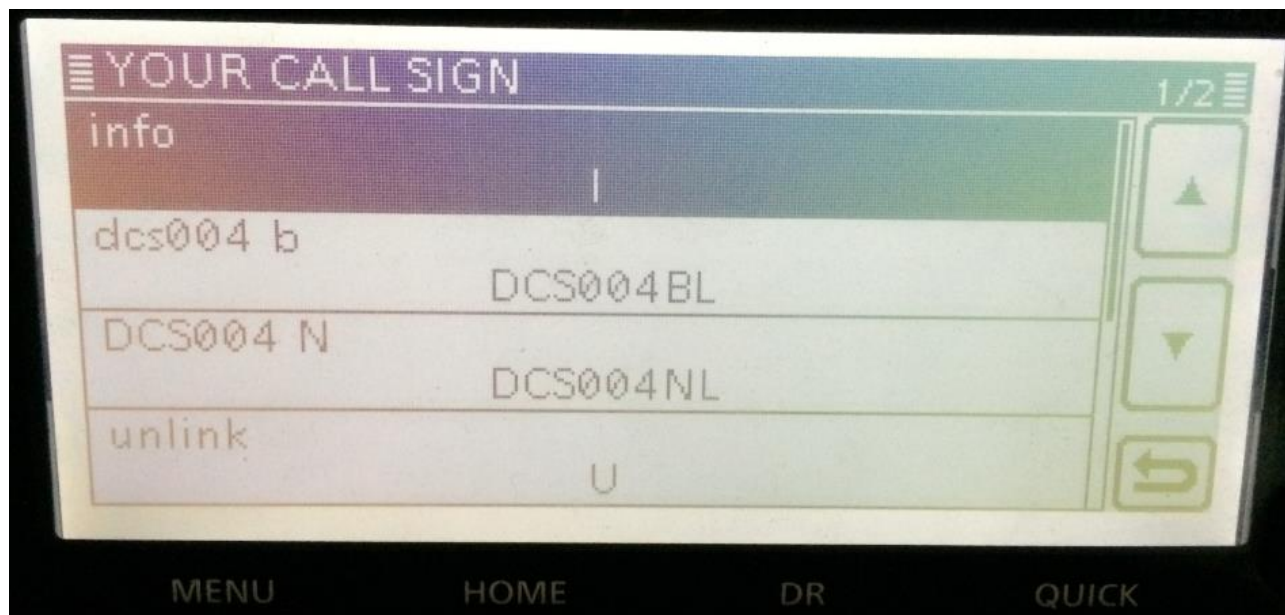 YOUR CALL SIGN
1/2
info
I
dcs004 b
DCS004BL
DCS004 N
DCS004NL
unlink
U
MENU HOME DR QUICK